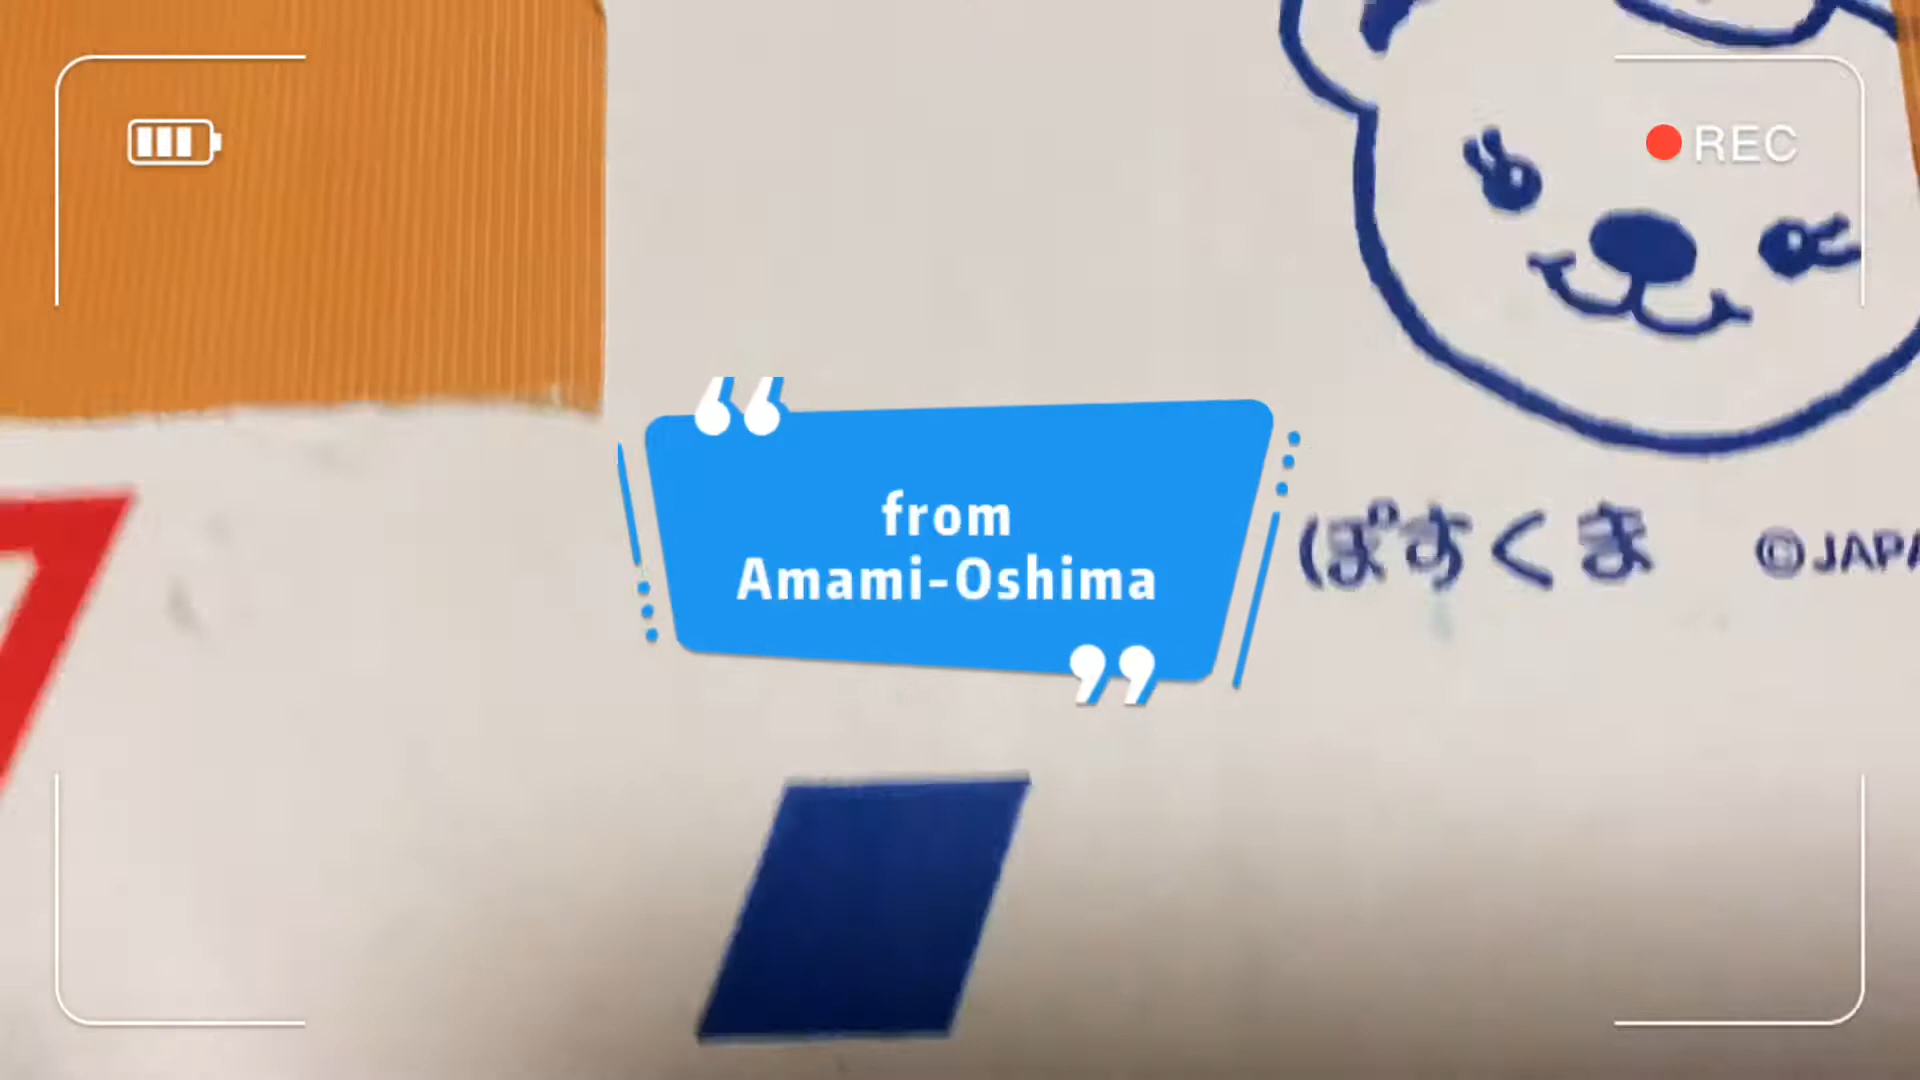 REC
“
from
Amami-Oshima
”
ぽすくま ©JAPA